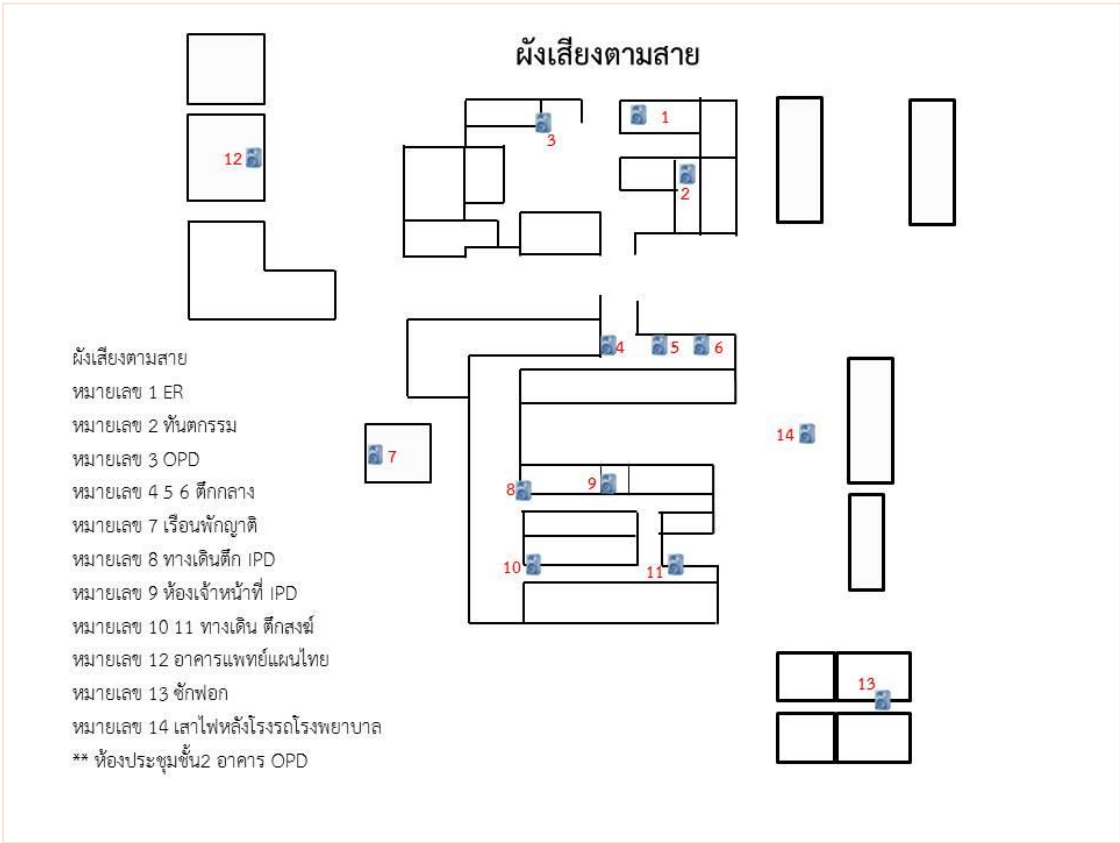 ผังเสียงตามสาย
1
3
12
2
4
5
6
14
7
8
9
10
11
13
ผังเสียงตามสาย
หมายเลข 1 ER
หมายเลข 2 ทันตกรรม
หมายเลข 3 OPD
หมายเลข 4 5 6 ตึกกลาง
หมายเลข 7 เรือนพักญาติ
หมายเลข 8 ทางเดินตึก IPD
หมายเลข 9 ห้องเจ้าหน้าที่ IPD
หมายเลข 10 11 ทางเดิน ตึกสงฆ์
หมายเลข 12 อาคารแพทย์แผนไทย
หมายเลข 13 ซักฟอก
หมายเลข 14 เสาไฟหลังโรงรถโรงพยาบาล
** ห้องประชุมชั้น2 อาคาร OPD